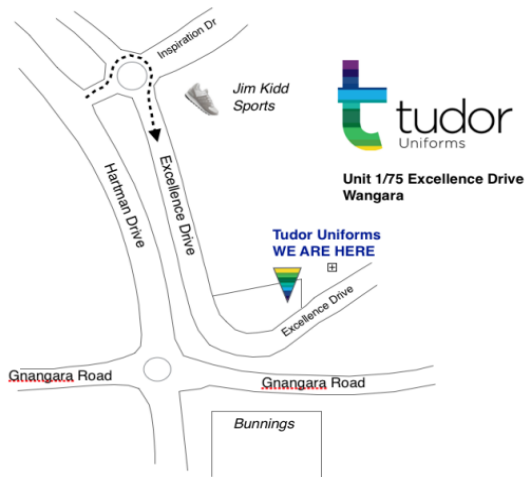 Inspiration Dr
Jim Kidd
Sports
tudor
Uniforms
Unit 1/75 Excellence Drive
Wangara
Hartman Drive
Excellence Drive
Tudor Uniforms
WE ARE HERE
Excellence Drive
Gnangara Road
Gnangara Road
Bunnings